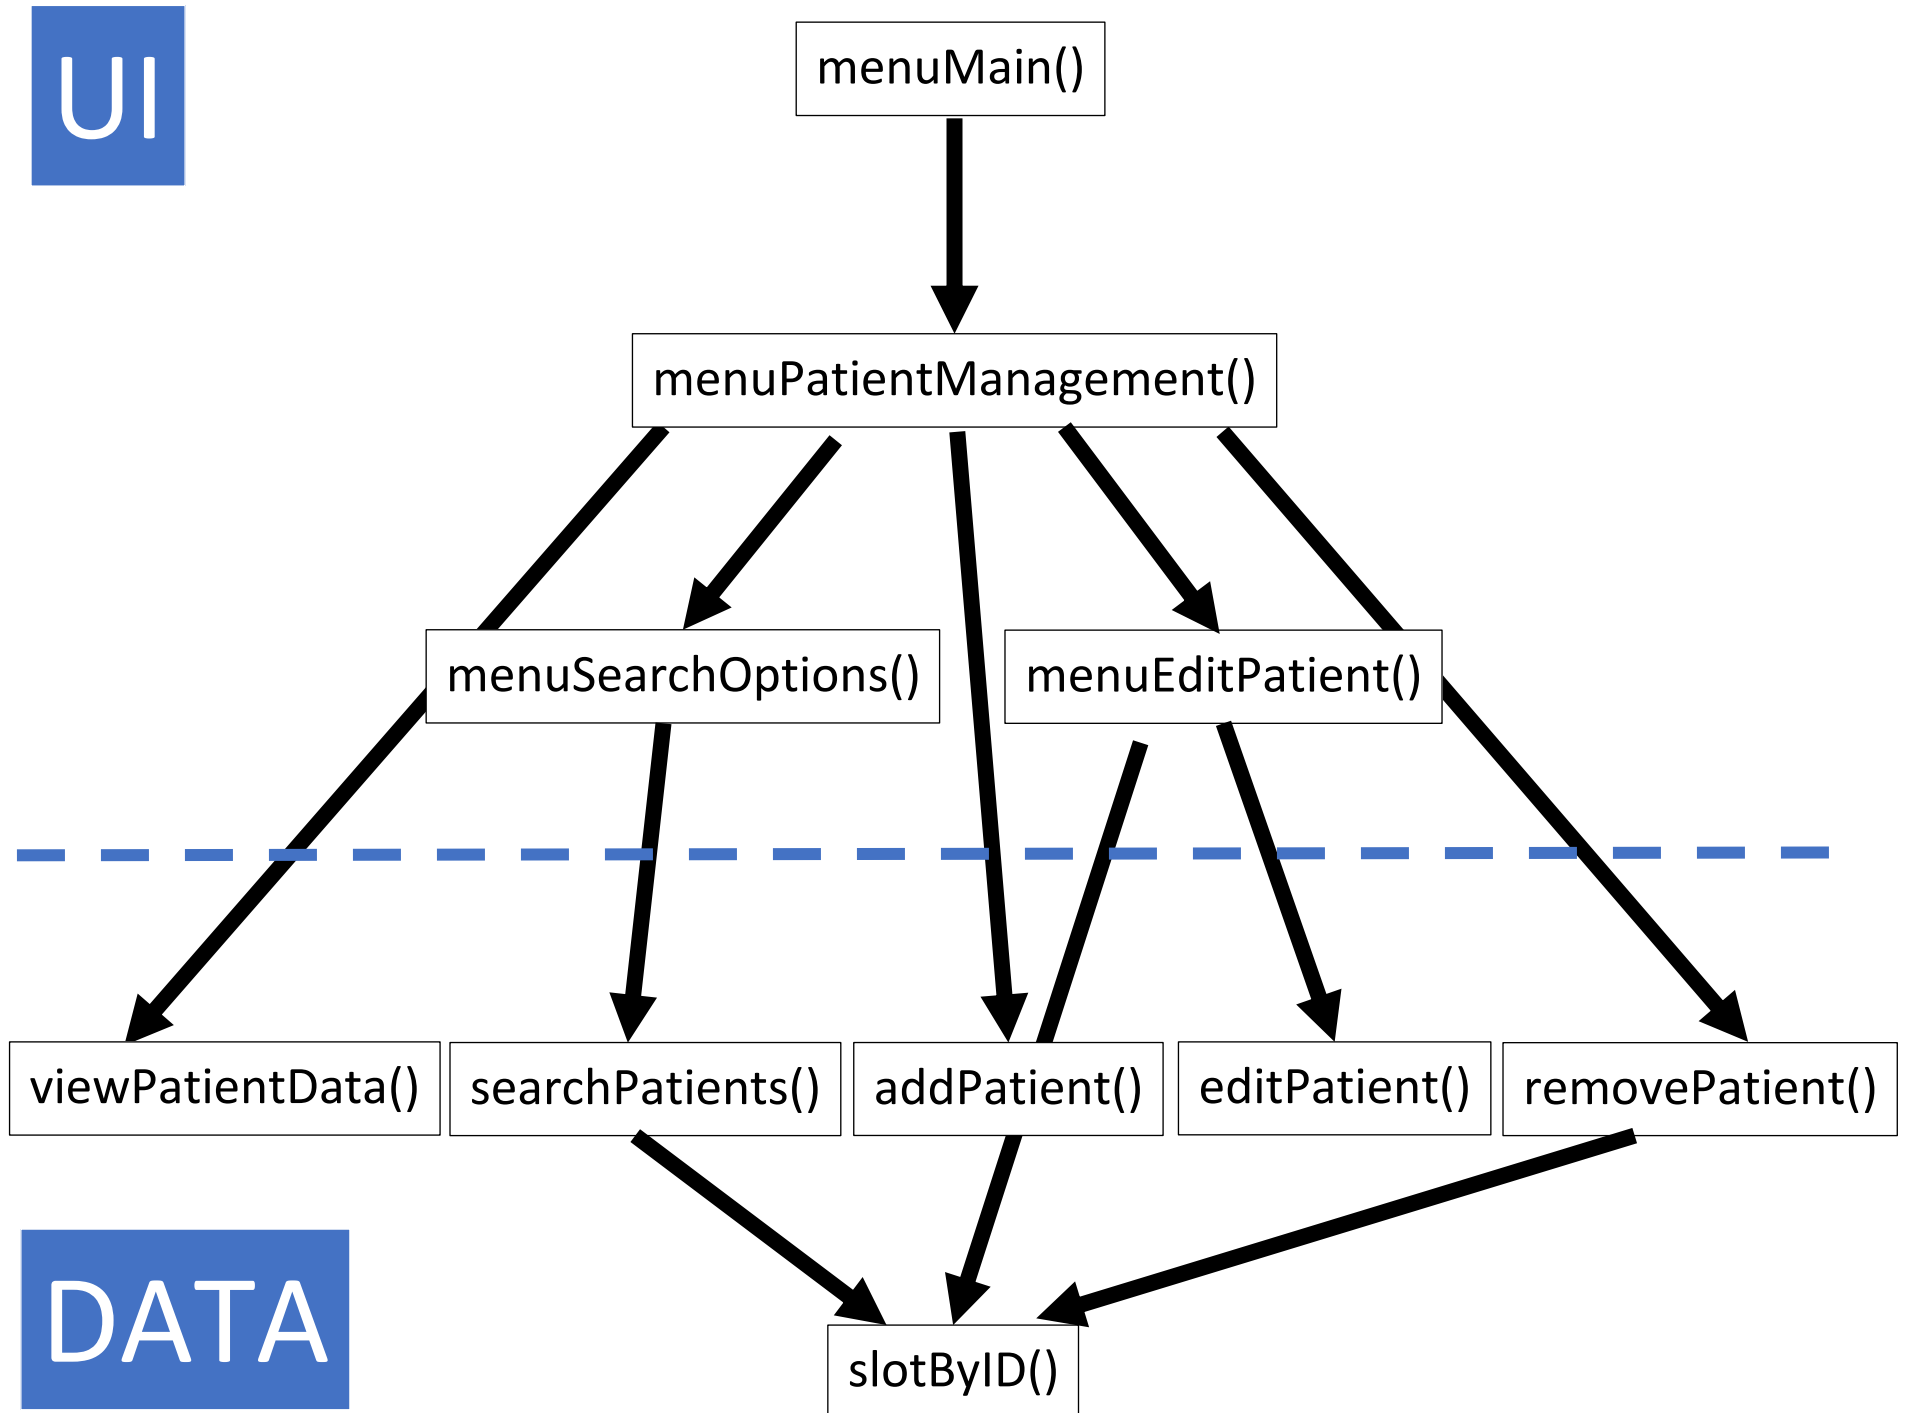 UI
menuMain()
menuPatientManagement()
menuSearchOptions()
menuEditPatient()
viewPatientData()
searchPatients()
addPatient()
editPatient()
removePatient()
DATA
slotByID()